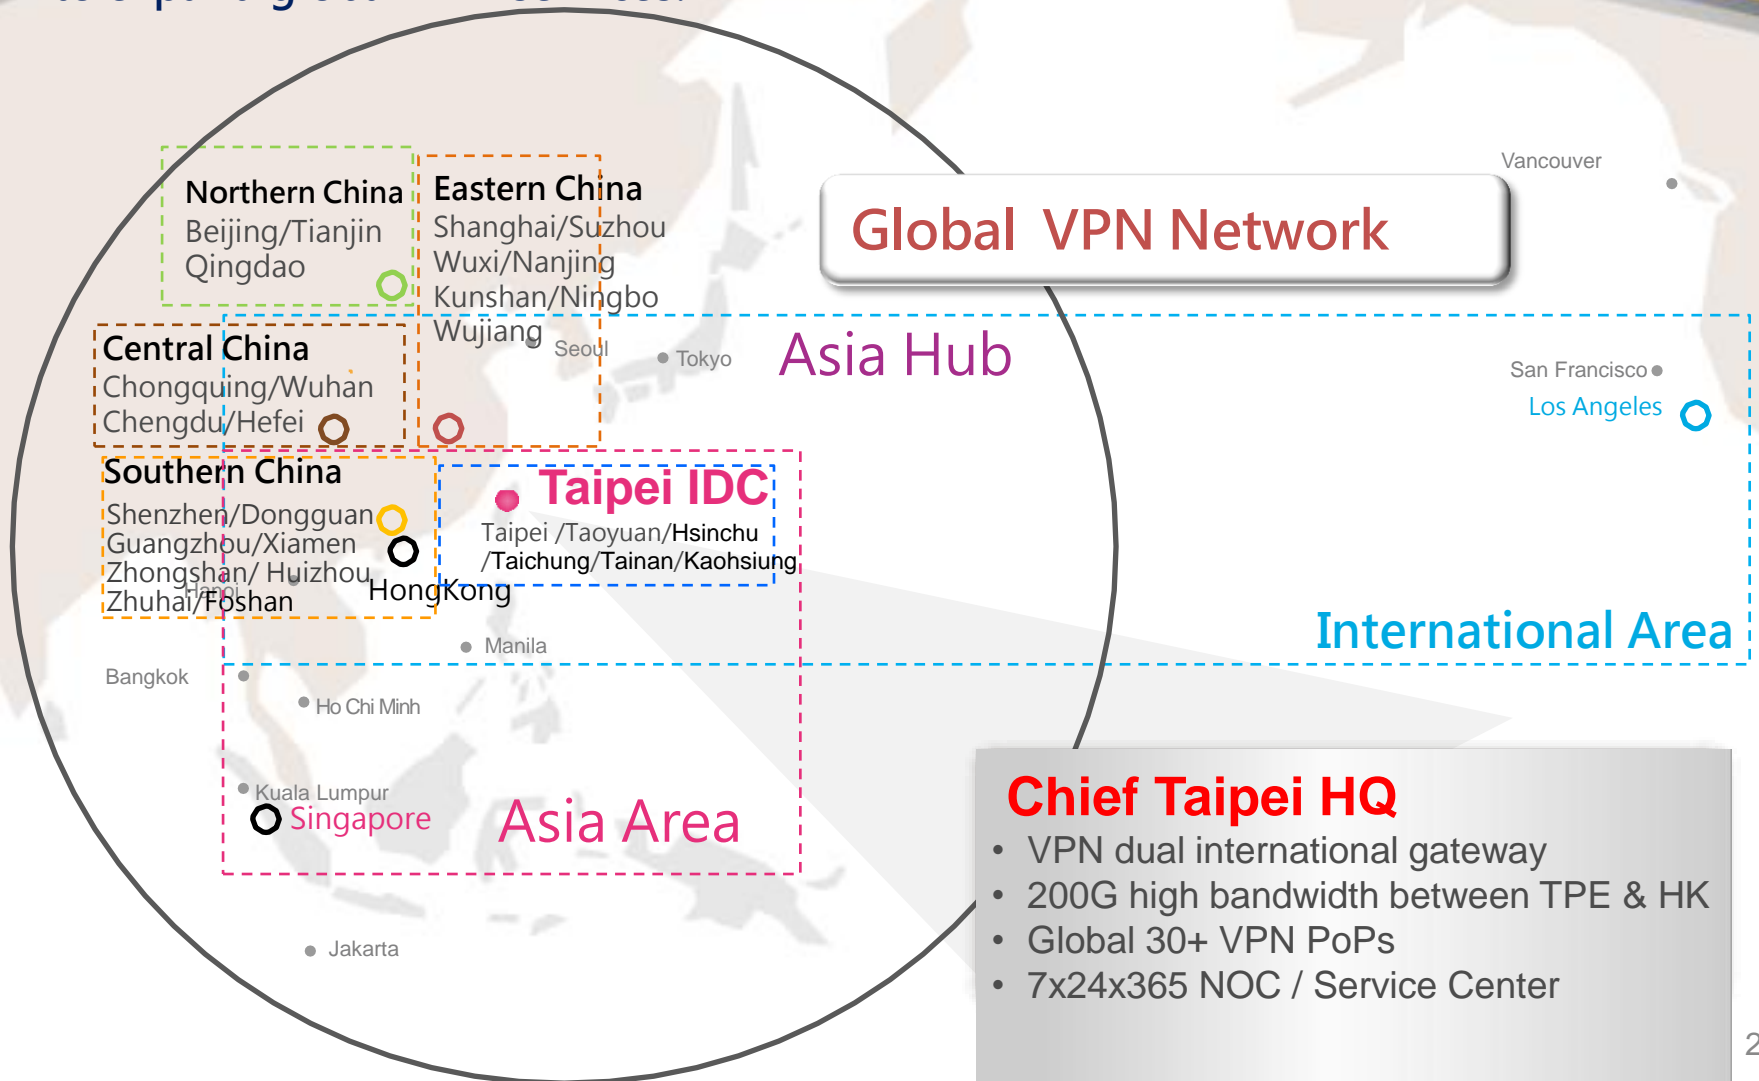 Northern China
Beijing/Tianjin
Qingdao
Eastern China
Shanghai/Suzhou
Wuxi/Nanjing
Kunshan/Ningbo
Wujiang
Global VPN Network
Vancouver
Central China
Chongquing/Wuhan
Chengdu/Hefei
Seoul
Tokyo
Asia Hub
San Francisco
Los Angeles
Southern China
Shenzhen/Dongguan
Guangzhou/Xiamen
Zhongshan/ Huizhou
Zhuhai/Foshan
Hanoi
HongKong
Taipei IDC
Taipei /Taoyuan/Hsinchu
/Taichung/Tainan/Kaohsiung
International Area
Manila
Bangkok
Ho Chi Minh
Kuala Lumpur
Singapore
Asia Area
Jakarta
Chief Taipei HQ
• VPN dual international gateway
• 200G high bandwidth between TPE & HK
• Global 30+ VPN PoPs
• 7x24x365 NOC / Service Center
2